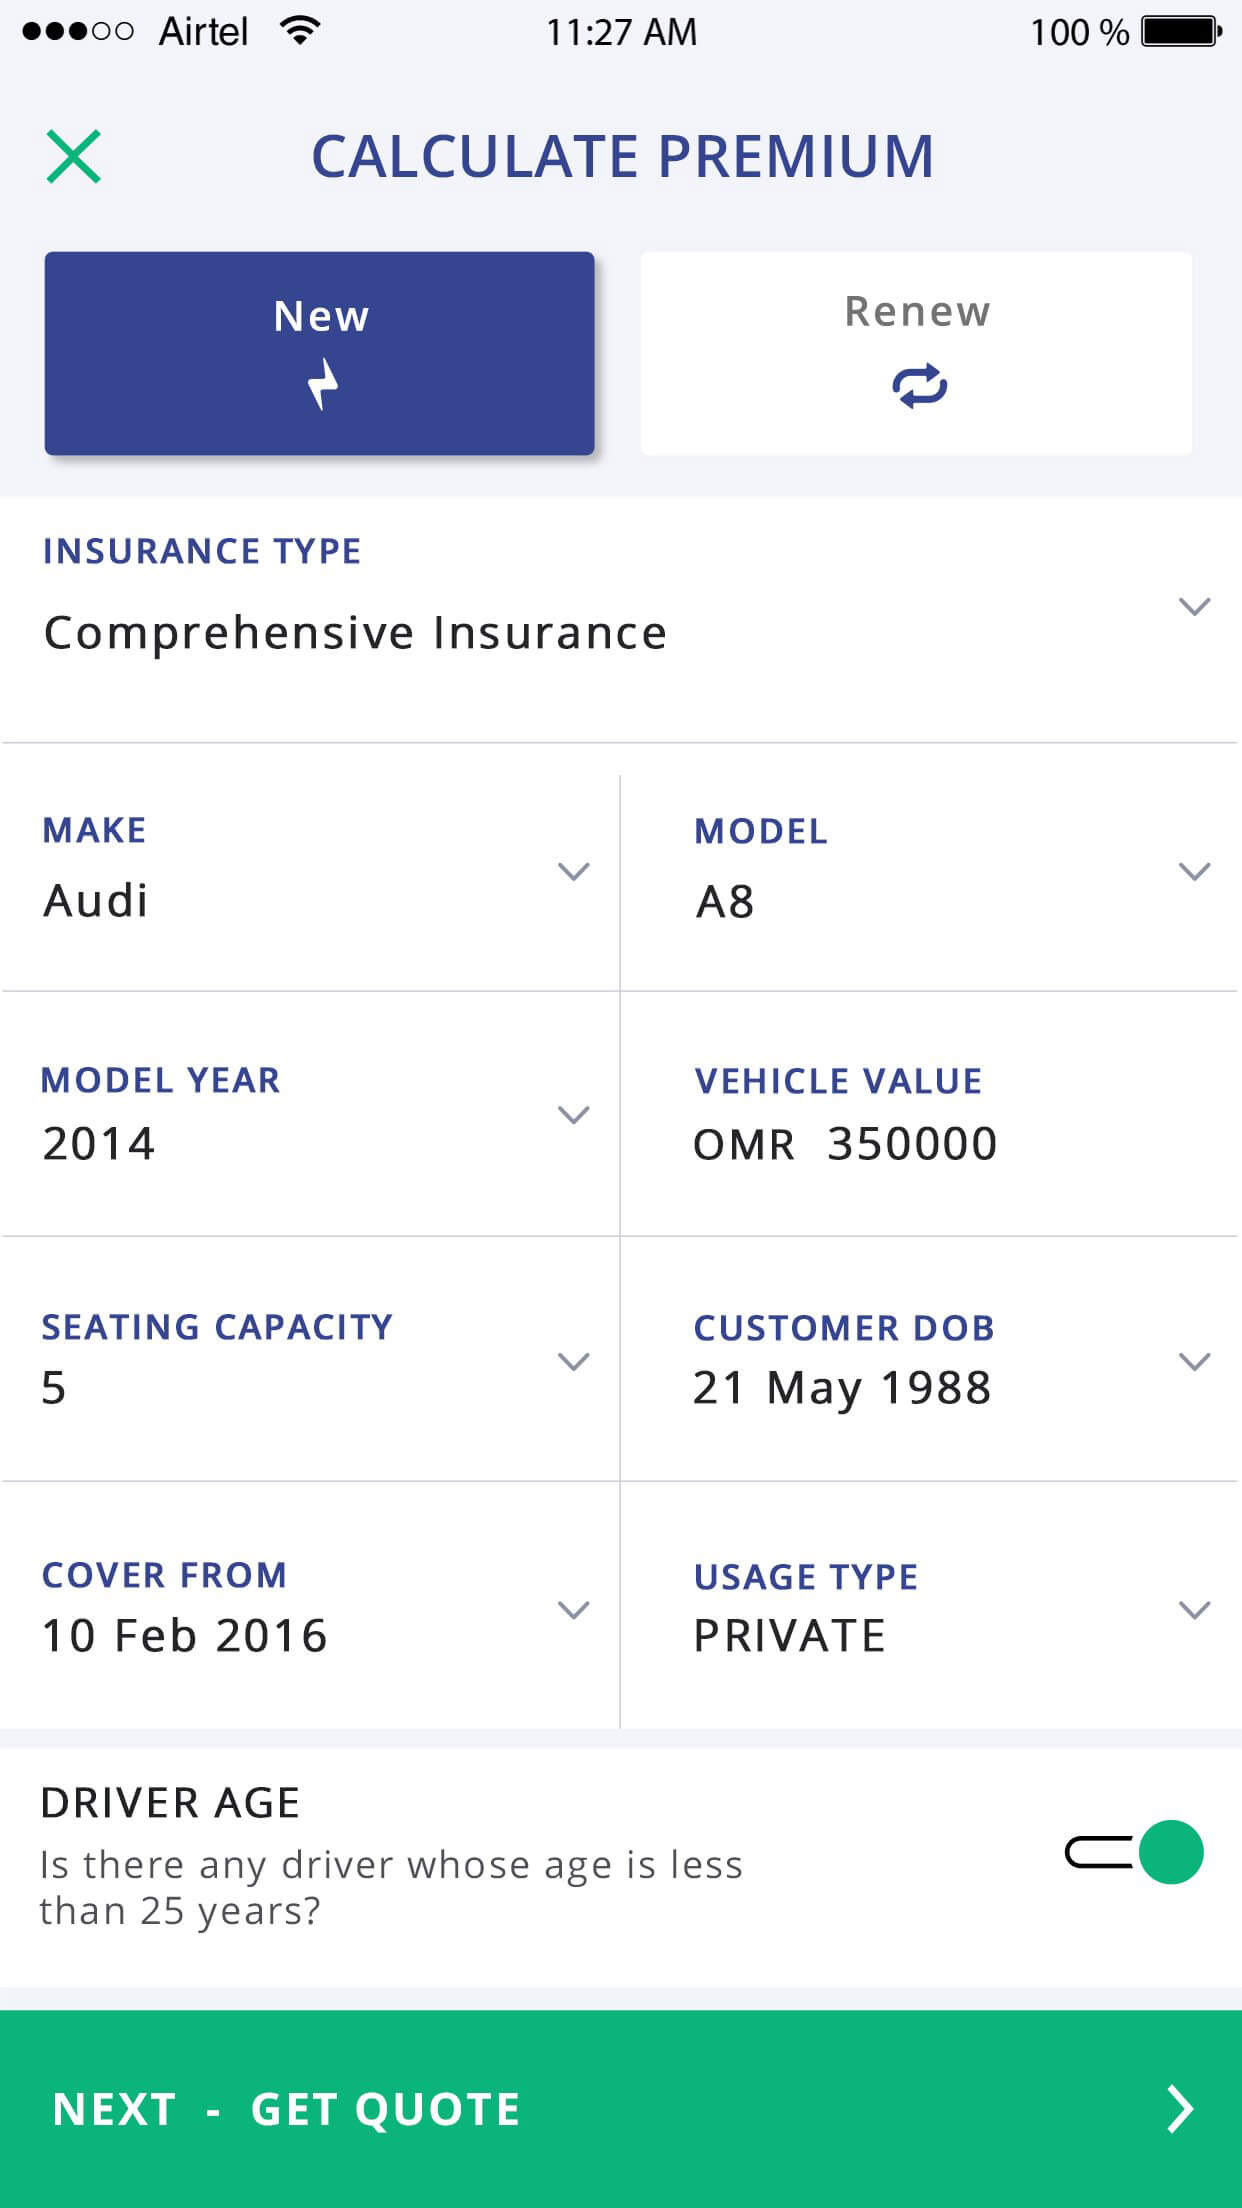 Airtel 11:27 AM 100 %
CALCULATE PREMIUM
New Renew
INSURANCE TYPE
Comprehensive Insurance
MAKE MODEL
Audi A8
MODEL YEAR VEHICLE VALUE
2014 OMR 350000
SEATING CAPACITY CUSTOMER DOB
5 21 May 1988
COVER FROM USAGE TYPE
10 Feb 2016 PRIVATE
DRIVER AGE
Is there any driver whose age is less
than 25 years?
NEXT - GET QUOTE